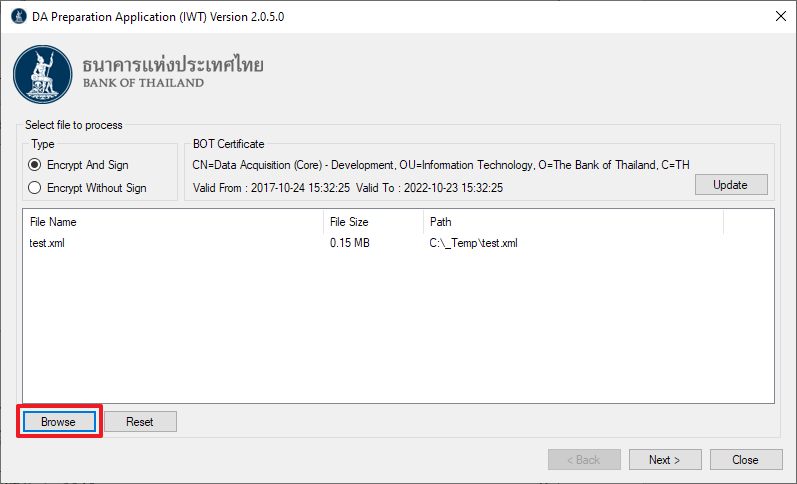 DA Preparation Application (IWT) Version 2.0.5.0
ธนาคารแห่งประเทศไทย
BANK OF THAILAND
Select file to process
Type
Encrypt And Sign
Encrypt Without Sign
BOT Certificate
CN=Data Acquisition (Core) - Development, OU=Information Technology, O=The Bank of Thailand, C=TH
Valid From : 2017-10-24 15:32:25 Valid To : 2022-10-23 15:32:25
Update
File Name File Size Path
test.xml 0.15 MB C:\_Temp\test.xml
Browse Reset
< Back Next > Close